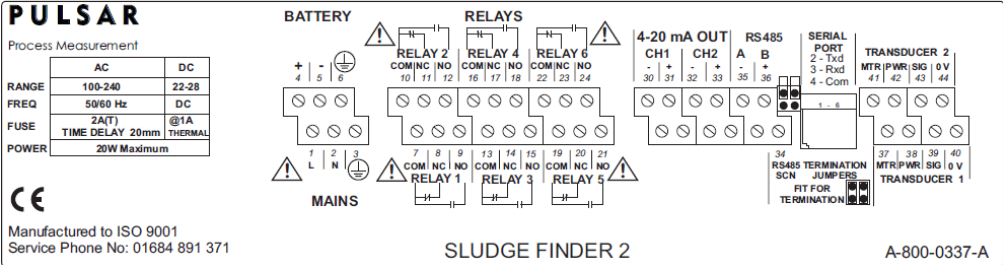 PULSAR
Process Measurement
AC DC
RANGE 100-240 22-28
FREQ 50/60 Hz DC
FUSE 2A(T) @1A
TIME DELAY 20mm THERMAL
POWER 20W Maximum
CE
Manufactured to ISO 9001
Service Phone No: 01684 891 371
BATTERY
+ - 
4 5 6
1 2 3
L N
MAINS
RELAYS
RELAY 2 RELAY 4 RELAY 6
COM NC NO COM NC NO COM NC NO
10 11 12 16 17 18 22 23 24
7 8 9 13 14 15 19 20 21
COM NC NO COM NC NO COM NC NO
RELAY 1 RELAY 3 RELAY 5
4-20 mA OUT RS485
CH1 CH2 A B
- + - + - +
30 31 32 33 35 36
SERIAL
PORT
2 - Txd
3 - Rxd
4 - Com
1 - 6
TRANSDUCER 2
MTR PWR SIG 0 V
41 42 43 44
34
RS485 TERMINATION
SCN JUMPERS
FIT FOR
TERMINATION
37 38 39 40
MTR PWR SIG 0 V
TRANSDUCER 1
SLUDGE FINDER 2
A-800-0337-A